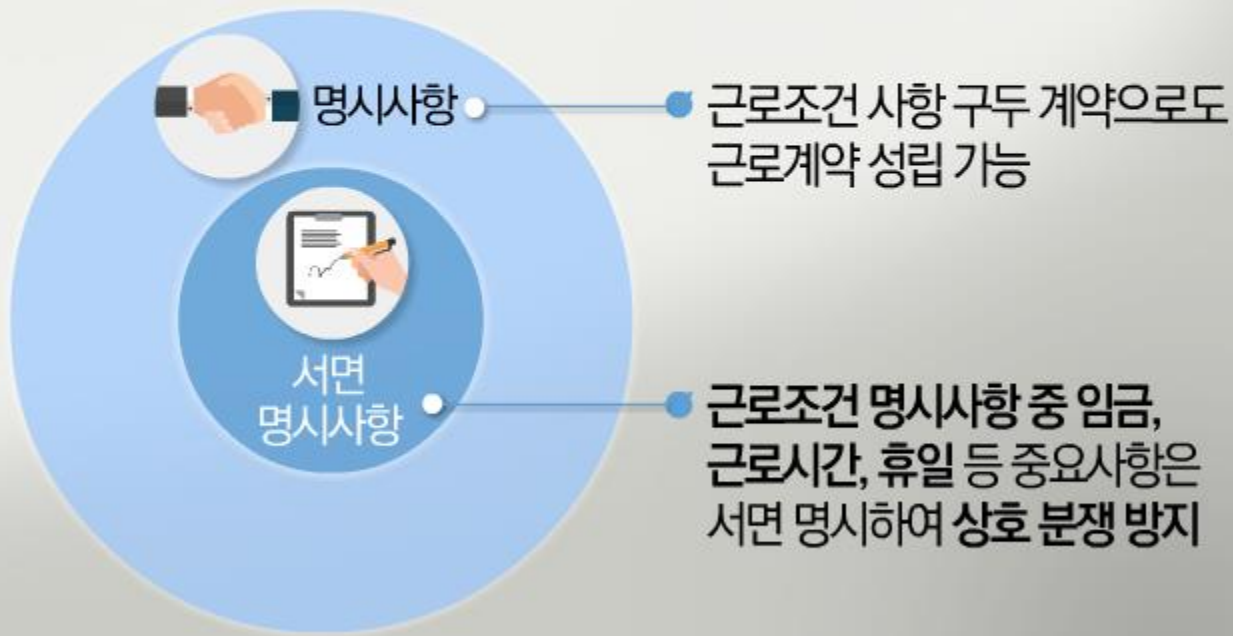 명시사항
근로조건 사항 구두 계약으로도
근로계약 성립 가능
서면
명시사항
근로조건 명시사항 중 임금,
근로시간, 휴일 등 중요사항은
서면 명시하여 상호 분쟁 방지